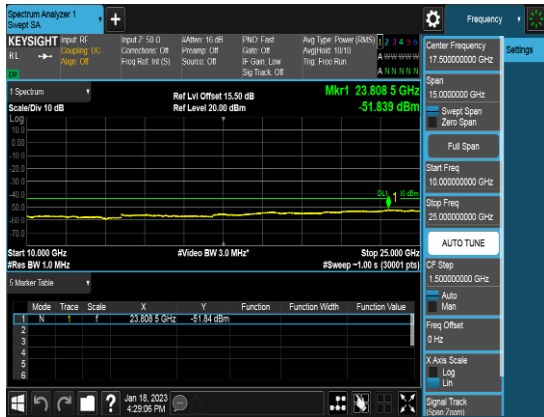 Spectrum Analyzer 1
Swept SA
Frequency
KEYSIGHT
RL
Input: RF
Coupling: DC
Align: Off
Input Z: 50 Ω
Corrections: Off
Freq Ref: Int (S)
#Atten: 16 dB
Preamp: Off
Source: Off
PNO: Fast
Gate: Off
IF Gain: Low
Sig Track: Off
Avg Type: Power (RMS)
Avg|Hold: 10/10
Trig: Free Run
1 2 3 4 5 6
A W W W W W
A N N N N N
1 Spectrum
Scale/Div 10 dB
Ref Lvl Offset 15.50 dB
Ref Level 20.00 dBm
Mkr1 23.808 5 GHz
-51.839 dBm
Log
10.0
0.00
-10.0
-20.0
-30.0
-40.0
-50.0
-60.0
-70.0
DL1
1
Start 10.000 GHz
#Res BW 1.0 MHz
#Video BW 3.0 MHz*
Stop 25.000 GHz
#Sweep ~1.00 s (30001 pts)
5 Marker Table
Mode Trace Scale X Y Function Function Width Function Value
1 N 1 f 23.808 5 GHz -51.84 dBm
2
3
4
5
6
Jan 18, 2023
4:29:06 PM
Center Frequency
17.500000000 GHz
Settings
Span
15.0000000 GHz
Swept Span
Zero Span
Full Span
Start Freq
10.000000000 GHz
Stop Freq
25.000000000 GHz
AUTO TUNE
CF Step
1.500000000 GHz
Auto
Man
Freq Offset
0 Hz
X Axis Scale
Log
Lin
Signal Track
(Span Zoom)